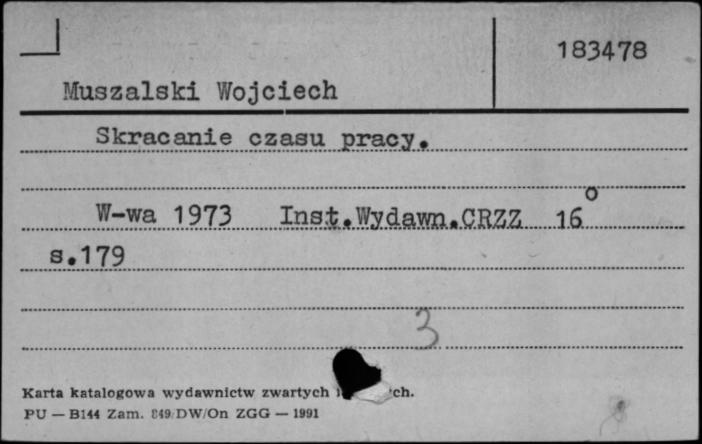 183478
Muszalski Wojciech
Skracanie czasu pracy.
W-wa 1973 Inst.Wydawn.CRZZ 16°
s.179
3
Karta katalogowa wydawnictw zwartych ch.
PU — B144 Zam. 849/DW/On ZGG — 1991